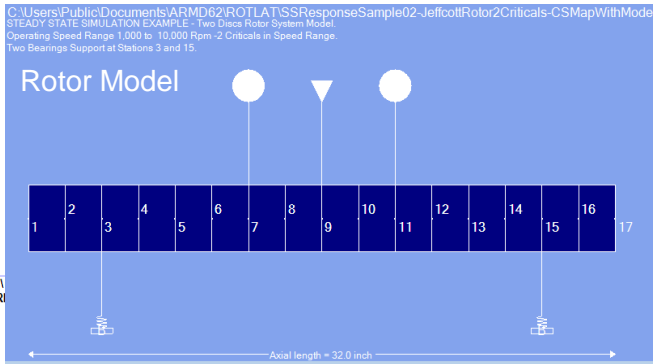 C:\Users\Public\Documents\ARMD62\ROTLAT\SSResponseSample02-JeffcottRotor2Criticals-CSMapWithMode
STEADY STATE SIMULATION EXAMPLE - Two Discs Rotor System Model.
Operating Speed Range 1,000 to 10,000 Rpm -2 Criticals in Speed Range.
Two Bearings Support at Stations 3 and 15.
Rotor Model
2 4 6 8 10 12 14 16
1 3 5 7 9 11 13 15 17
Axial length = 32.0 inch